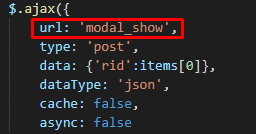 $.ajax({
url: 'modal_show',
type: 'post',
data: {'rid':items[0]},
dataType: 'json',
cache: false,
async: false